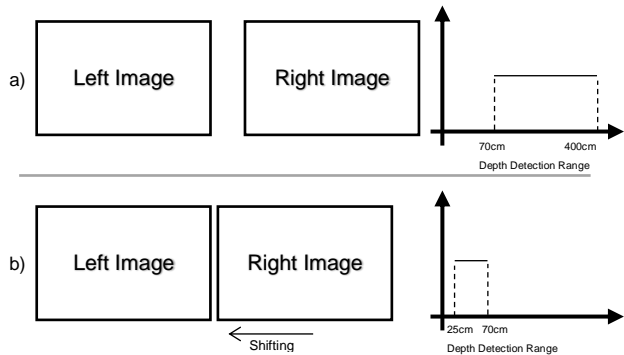 a)
Left Image
Right Image
70cm 400cm
Depth Detection Range
b)
Left Image
Right Image
Shifting
25cm 70cm
Depth Detection Range